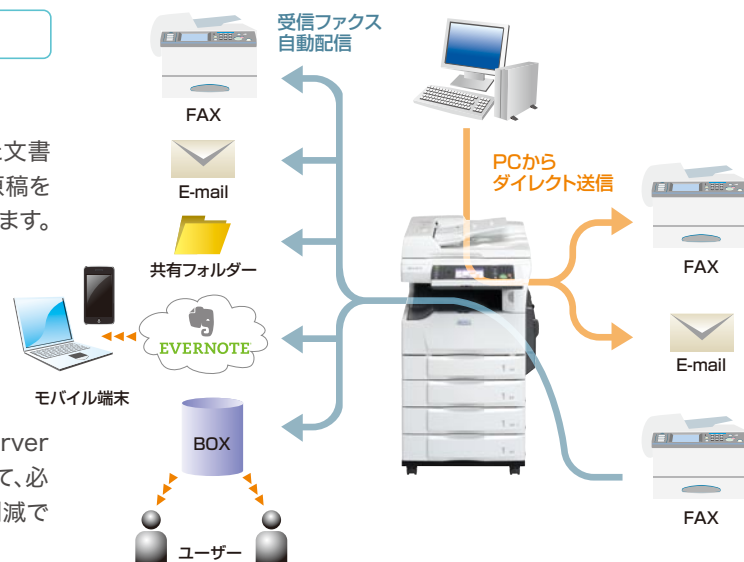 受信ファクス
自動配信
FAX
文書
原稿を
ます。
E-mail
共有フォルダー
EVERNOTE
モバイル端末
BOX
rver
て、必
減で
ユーザー
PCから
ダイレクト送信
FAX
E-mail
FAX